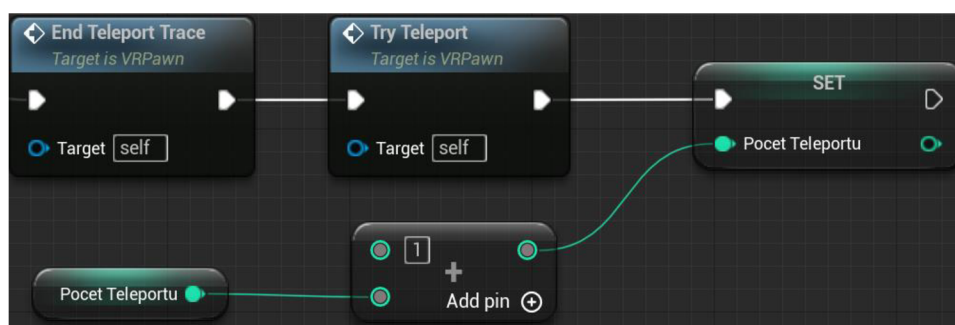 End Teleport Trace
Target is VRPawn
Target self
Try Teleport
Target is VRPawn
Target self
SET
Pocet Teleportu
1
+
Add pin
Pocet Teleportu